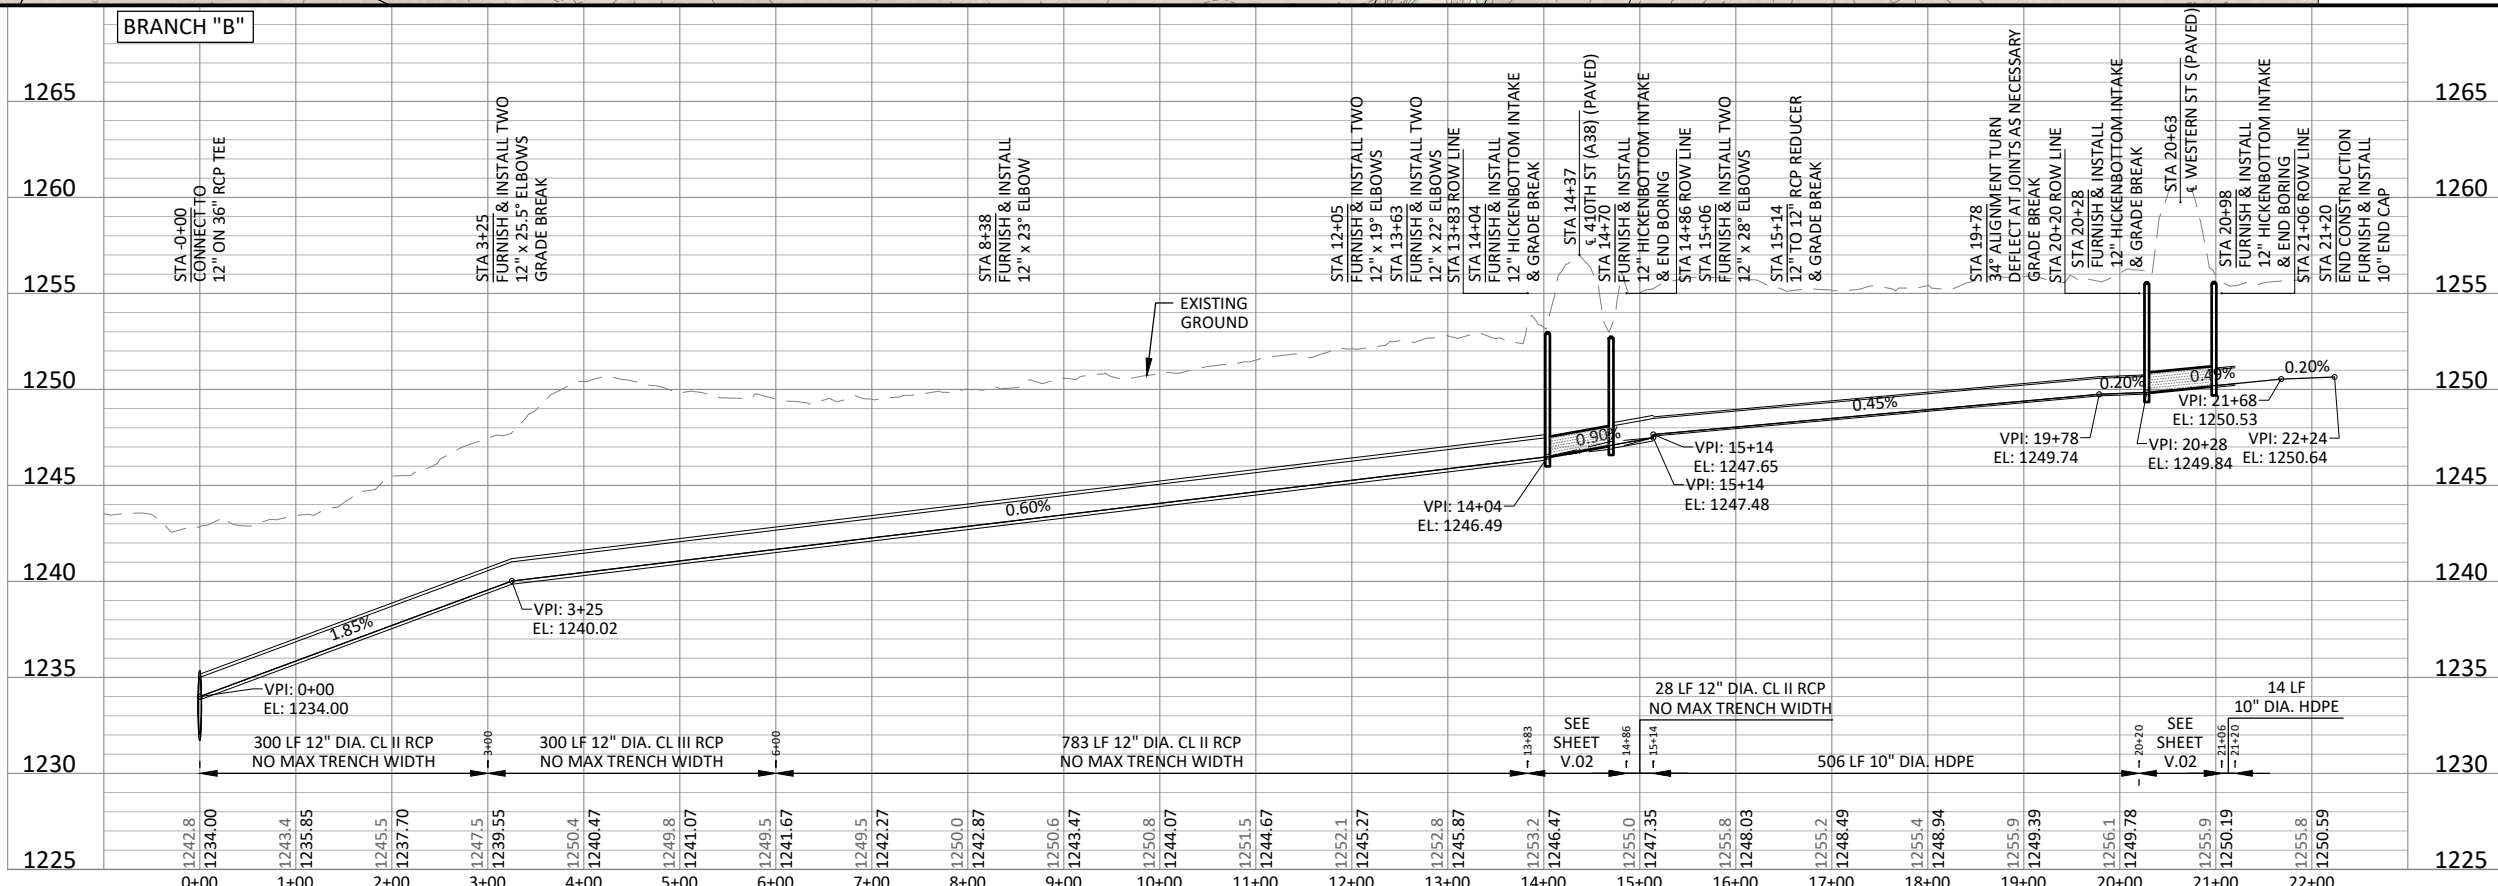 BRANCH "B"
1265
1260
1255
1250
1245
1240
1235
1230
1225
1265
1260
1255
1250
1245
1240
1235
1230
1225
STA -0+00
CONNECT TO
12" ON 36" RCP TEE
STA 3+25
FURNISH & INSTALL TWO
12" x 25.5° ELBOWS
GRADE BREAK
STA 8+38
FURNISH & INSTALL
12" x 23° ELBOW
STA 12+05
FURNISH & INSTALL TWO
12" x 19° ELBOWS
STA 13+63
FURNISH & INSTALL TWO
12" x 22° ELBOWS
STA 13+83 ROW LINE
STA 14+04
FURNISH & INSTALL
12" HICKENBOTTOM INTAKE
& GRADE BREAK
STA 14+37
℄ 410TH ST (A38) (PAVED)
STA 14+70
FURNISH & INSTALL
12" HICKENBOTTOM INTAKE
& END BORING
STA 14+86 ROW LINE
STA 15+06
FURNISH & INSTALL TWO
12" x 28° ELBOWS
STA 15+14
12" TO 12" RCP REDUCER
& GRADE BREAK
STA 19+78
34° ALIGNMENT TURN
DEFLECT AT JOINTS AS NECESSARY
GRADE BREAK
STA 20+20 ROW LINE
STA 20+28
FURNISH & INSTALL
12" HICKENBOTTOM INTAKE
& GRADE BREAK
STA 20+63
℄ WESTERN ST S (PAVED)
STA 20+98
FURNISH & INSTALL
12" HICKENBOTTOM INTAKE
& END BORING
STA 21+06 ROW LINE
STA 21+20
END CONSTRUCTION
FURNISH & INSTALL
10" END CAP
EXISTING
GROUND
1.85%
0.60%
0.90%
0.45%
0.20%
0.49%
0.20%
VPI: 0+00
EL: 1234.00
VPI: 3+25
EL: 1240.02
VPI: 14+04
EL: 1246.49
VPI: 15+14
EL: 1247.65
VPI: 15+14
EL: 1247.48
VPI: 19+78
EL: 1249.74
VPI: 20+28
EL: 1249.84
VPI: 21+68
EL: 1250.53
VPI: 22+24
EL: 1250.64
300 LF 12" DIA. CL II RCP
NO MAX TRENCH WIDTH
3+00
300 LF 12" DIA. CL III RCP
NO MAX TRENCH WIDTH
6+00
783 LF 12" DIA. CL II RCP
NO MAX TRENCH WIDTH
13+83
SEE
SHEET
V.02
14+86
28 LF 12" DIA. CL II RCP
NO MAX TRENCH WIDTH
15+14
506 LF 10" DIA. HDPE
20+20
SEE
SHEET
V.02
21+06
21+20
14 LF
10" DIA. HDPE
1242.8
1234.00
1243.4
1235.85
1245.5
1237.70
1247.5
1239.55
1250.4
1240.47
1249.8
1241.07
1249.5
1241.67
1249.5
1242.27
1250.0
1242.87
1250.6
1243.47
1250.8
1244.07
1251.5
1244.67
1252.1
1245.27
1252.8
1245.87
1253.2
1246.47
1255.0
1247.35
1255.8
1248.03
1255.2
1248.49
1255.4
1248.94
1255.9
1249.39
1256.1
1249.78
1255.9
1250.19
1255.8
1250.59
0+00 1+00 2+00 3+00 4+00 5+00 6+00 7+00 8+00 9+00 10+00 11+00 12+00 13+00 14+00 15+00 16+00 17+00 18+00 19+00 20+00 21+00 22+00